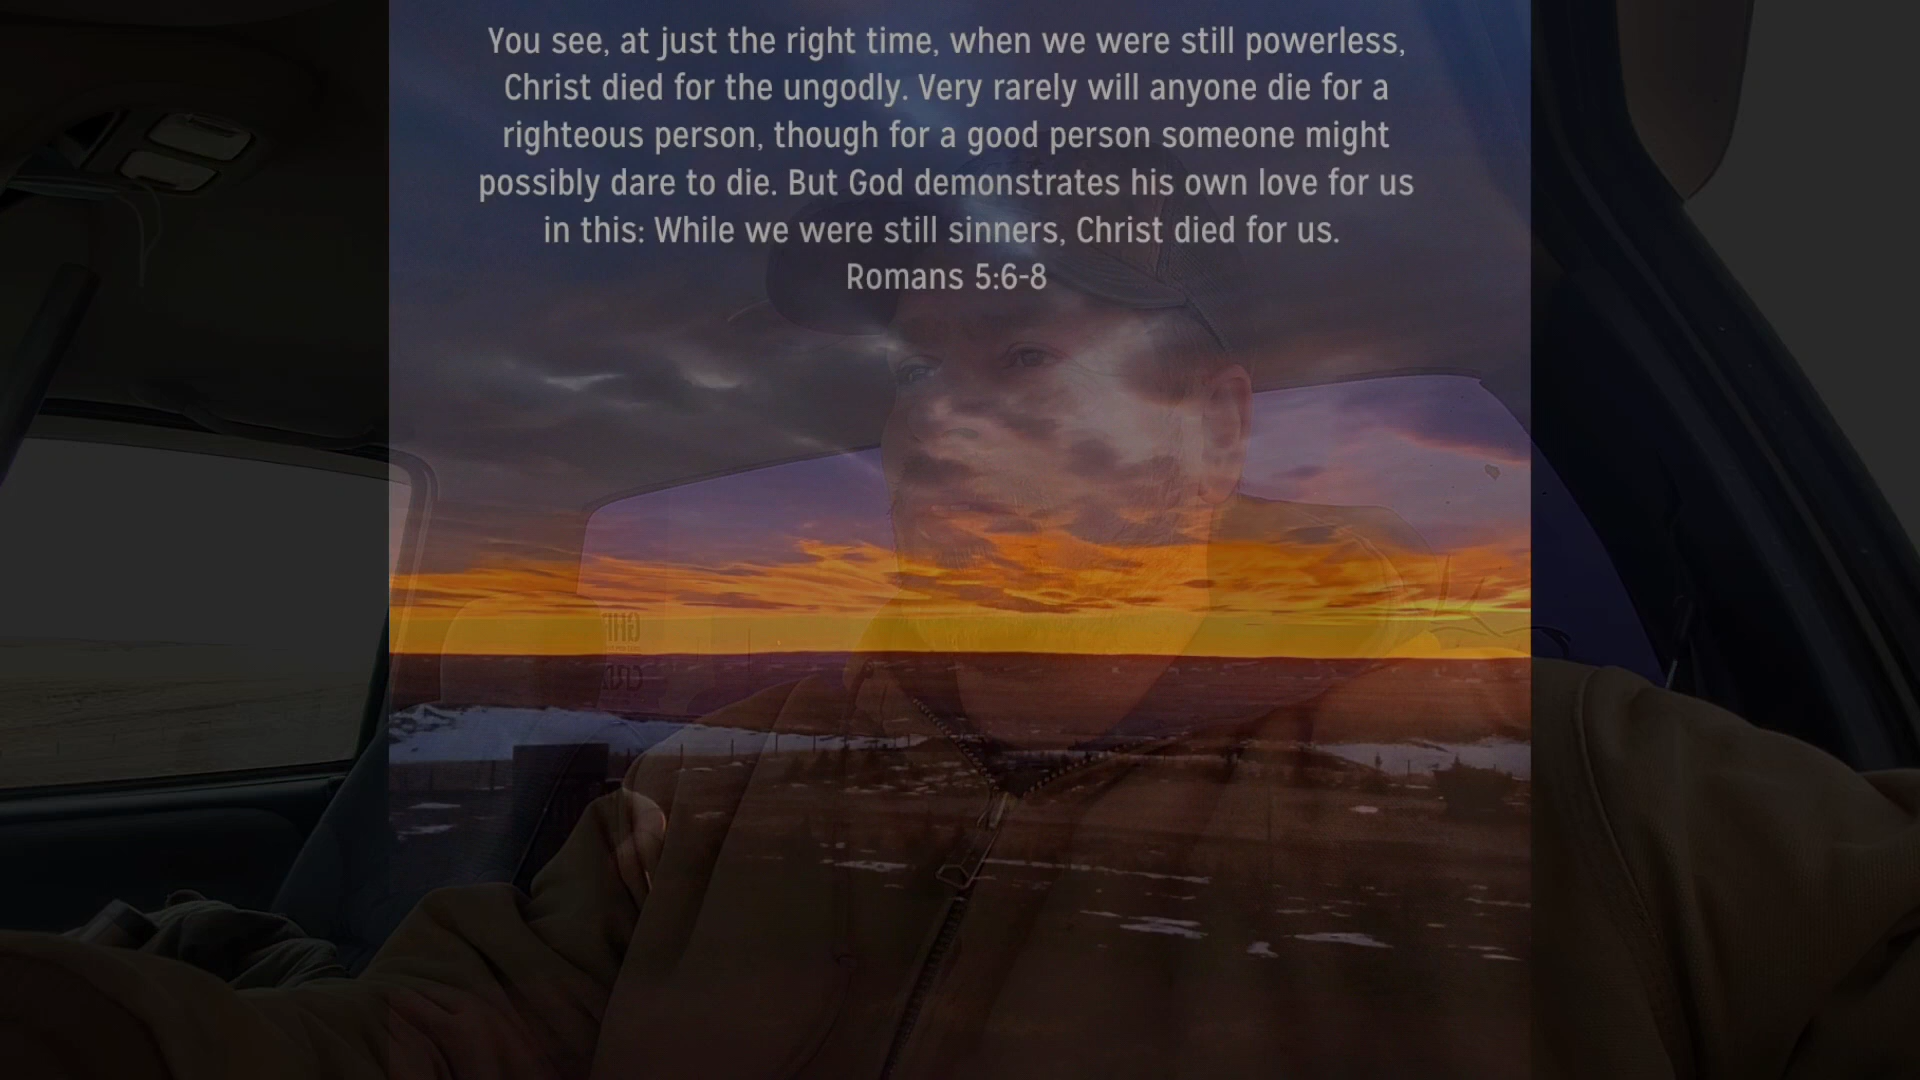 You see, at just the right time, when we were still powerless,
Christ died for the ungodly. Very rarely will anyone die for a
righteous person, though for a good person someone might
possibly dare to die. But God demonstrates his own love for us
in this: While we were still sinners, Christ died for us.
Romans 5:6-8